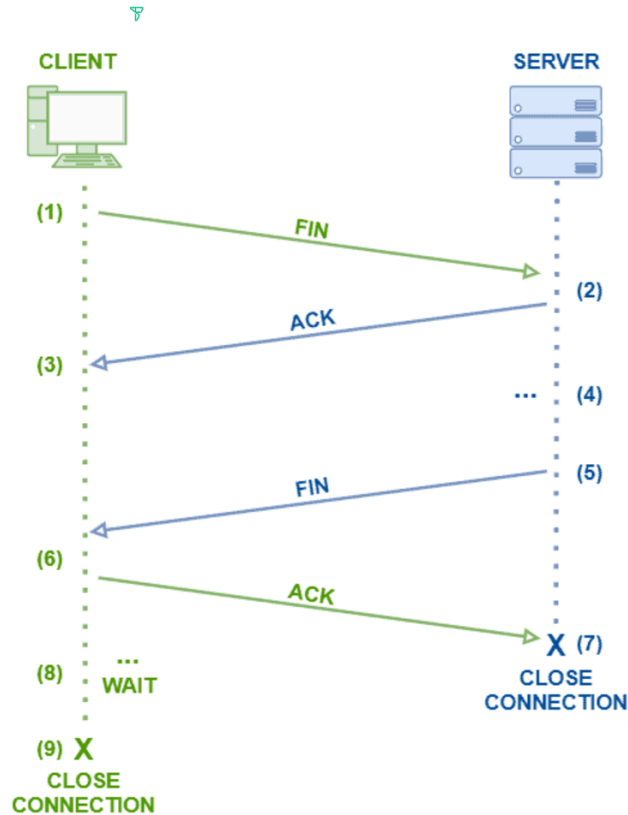 CLIENT
SERVER
(1)
FIN
(2)
ACK
(3)
... (4)
(5)
FIN
(6)
ACK
X (7)
CLOSE
CONNECTION
(8)
...
WAIT
(9) X
CLOSE
CONNECTION